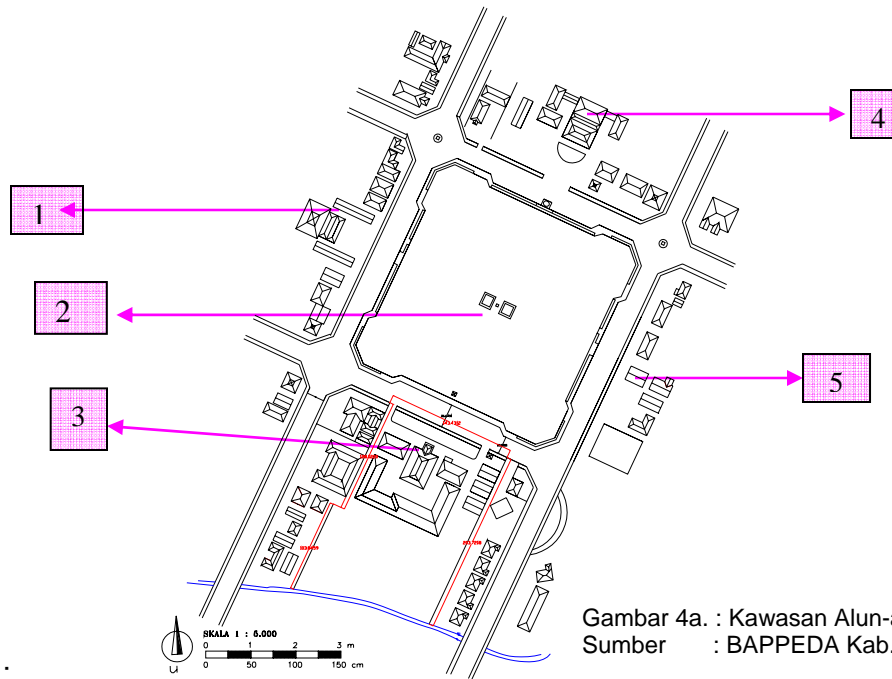 4
1
2
5
3
SKALA 1 : 5.000
0 1 2 3 m
0 50 100 150 cm
u
Gambar 4a. : Kawasan Alun-a
Sumber : BAPPEDA Kab.
.